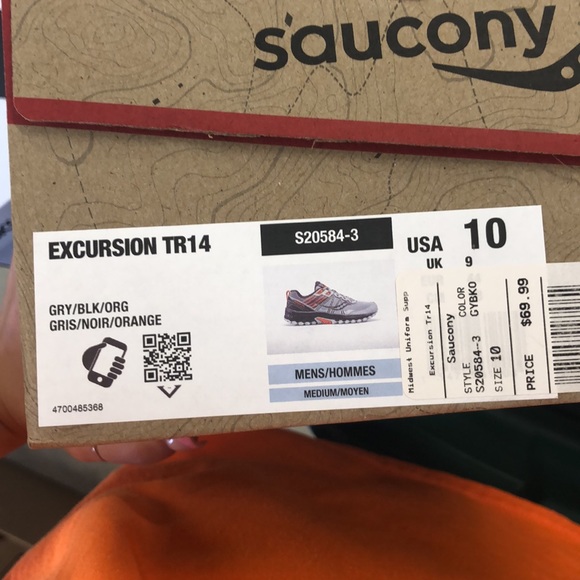 saucony
EXCURSION TR14
S20584-3
USA 10
UK 9
GRY/BLK/ORG
GRIS/NOIR/ORANGE
4700485368
MENS/HOMMES
MEDIUM/MOYEN
Midwest Uniform Supp
Excursion Tr14
Saucony
STYLE COLOR
S20584-3 GYBKO
SIZE 10
PRICE $69.99